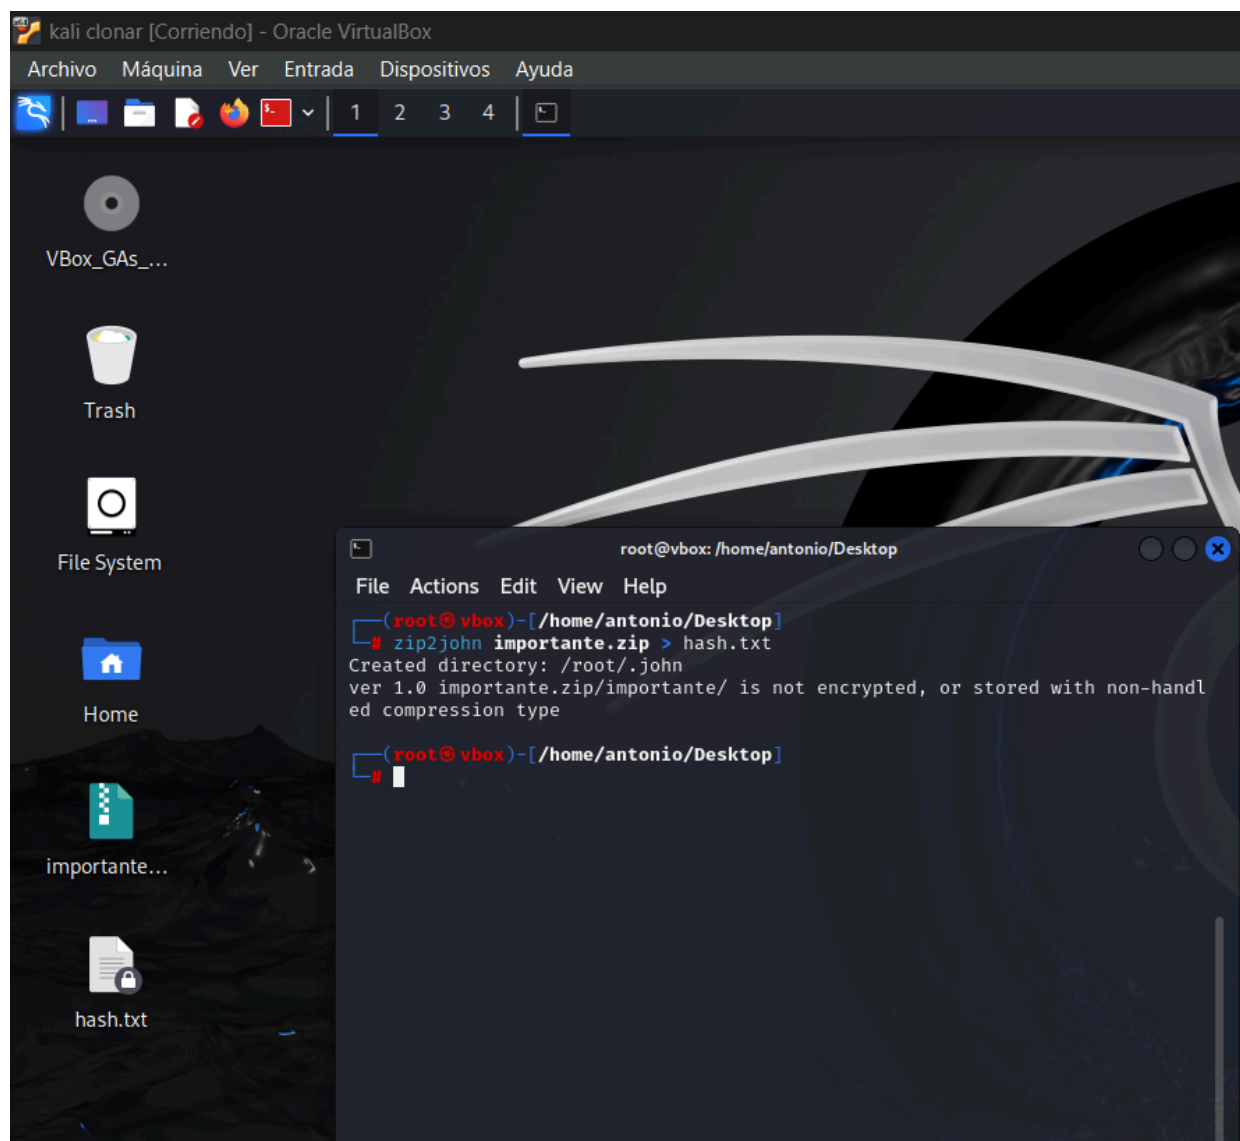 kali clonar [Corriendo] - Oracle VirtualBox
Archivo Máquina Ver Entrada Dispositivos Ayuda
1 2 3 4
VBox_GAs_...
Trash
File System
Home
importante...
hash.txt
root@vbox: /home/antonio/Desktop
File Actions Edit View Help
┌──(root㉿vbox)-[/home/antonio/Desktop]
└─# zip2john importante.zip > hash.txt
Created directory: /root/.john
ver 1.0 importante.zip/importante/ is not encrypted, or stored with non-handl
ed compression type
┌──(root㉿vbox)-[/home/antonio/Desktop]
└─#